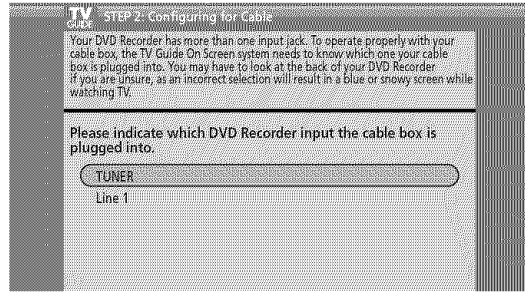 TV
GUIDE
STEP 2: Configuring for Cable
Your DVD Recorder has more than one input jack. To operate properly with your
cable box, the TV Guide On Screen system needs to know which one your cable
box is plugged into. You may have to look at the back of your DVD Recorder
if you are unsure, as an incorrect selection will result in a blue or snowy screen while
watching TV.
Please indicate which DVD Recorder input the cable box is
plugged into.
TUNER
Line 1